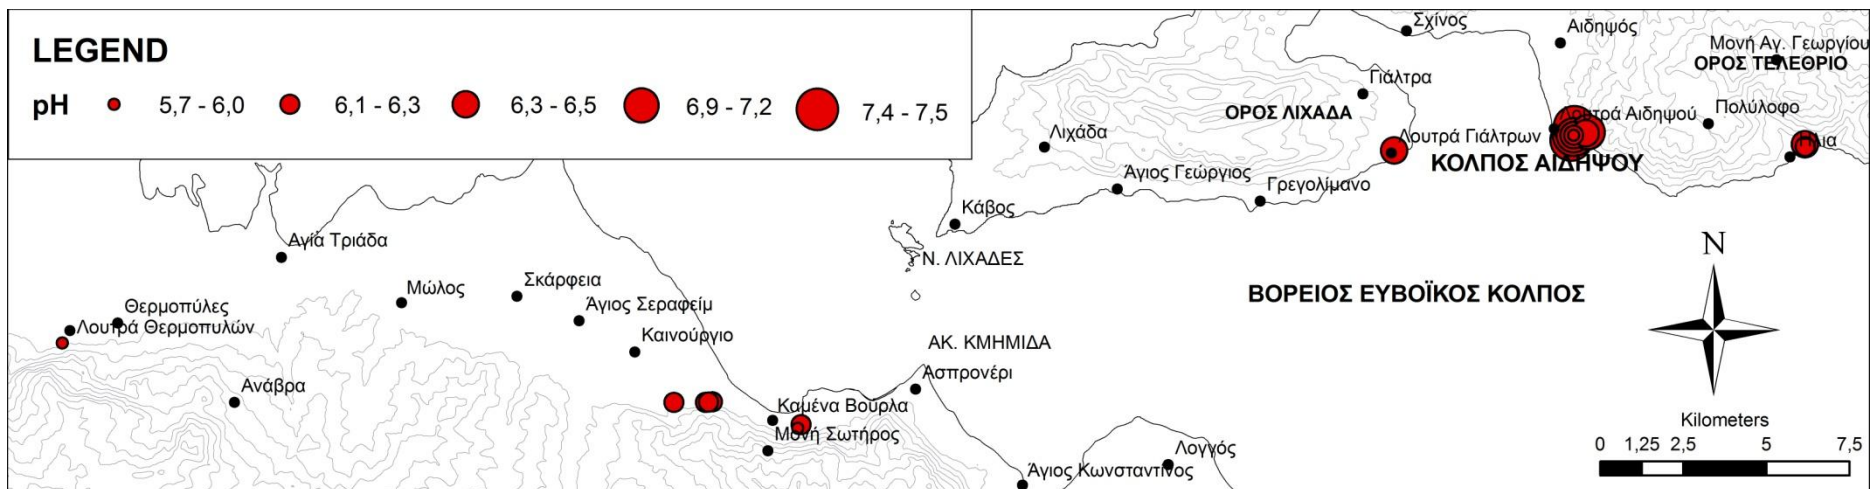 LEGEND
pH 5,7 - 6,0 6,1 - 6,3 6,3 - 6,5 6,9 - 7,2 7,4 - 7,5
Σχίνος
Αιδηψός
Μονή Αγ. Γεωργίου
ΟΡΟΣ ΤΕΛΕΘΡΙΟ
Γιάλτρα
ΟΡΟΣ ΛΙΧΑΔΑ
Λουτρά Αιδηψού
Πολύλοφο
Λιχάδα
Λουτρά Γιάλτρων
Ήλια
ΚΟΛΠΟΣ ΑΙΔΗΨΟΥ
Άγιος Γεώργιος
Γρεγολίμανο
Κάβος
Αγία Τριάδα
Ν. ΛΙΧΑΔΕΣ
Σκάρφεια
Μώλος
Άγιος Σεραφείμ
Θερμοπύλες
Λουτρά Θερμοπυλών
Καινούργιο
ΒΟΡΕΙΟΣ ΕΥΒΟΪΚΟΣ ΚΟΛΠΟΣ
N
ΑΚ. ΚΜΗΜΙΔΑ
Ασπρονέρι
Ανάβρα
Καμένα Βούρλα
Μονή Σωτήρος
Λογγός
Άγιος Κωνσταντίνος
Kilometers
0 1,25 2,5 5 7,5